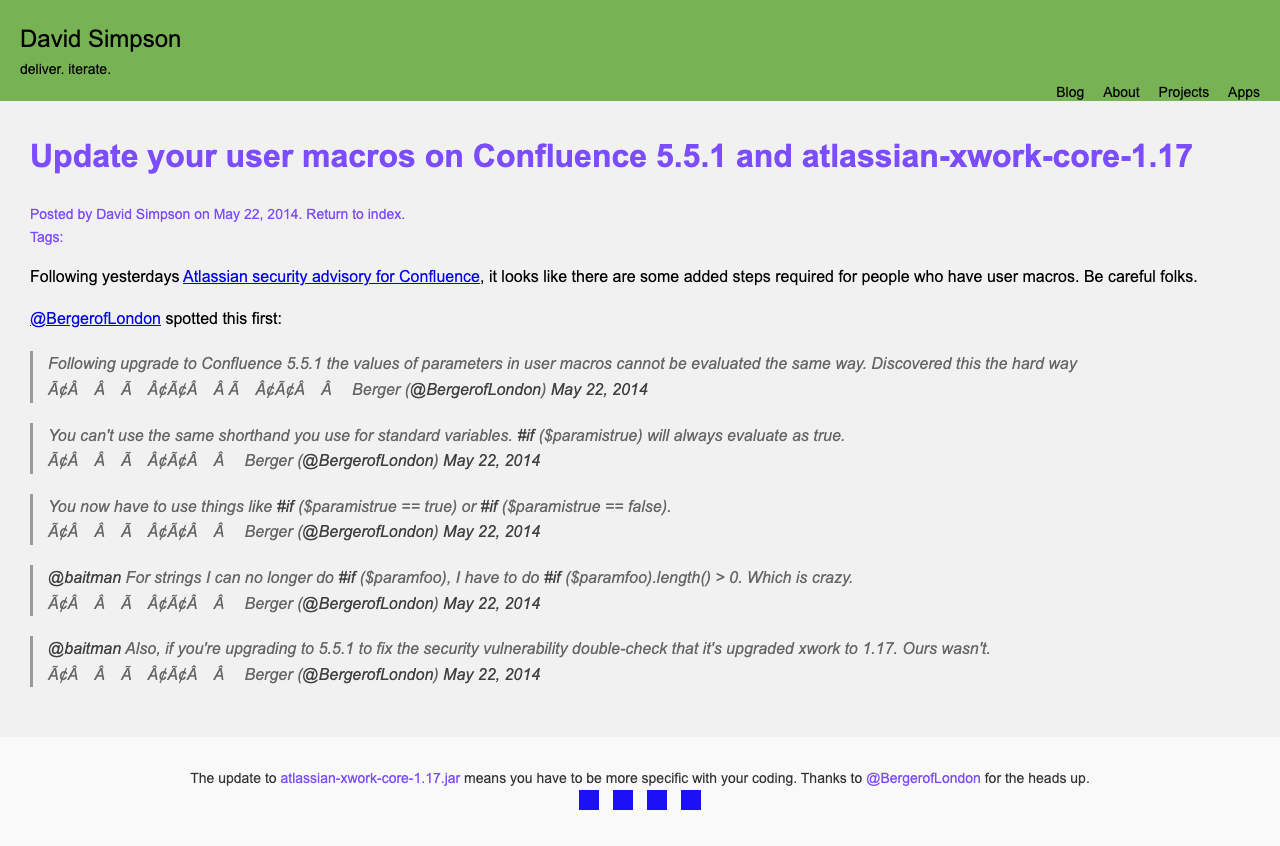 David Simpson
deliver. iterate.
Blog About Projects Apps
Update your user macros on Confluence 5.5.1 and atlassian-xwork-core-1.17
Posted by David Simpson on May 22, 2014. Return to index.
Tags:
Following yesterdays Atlassian security advisory for Confluence, it looks like there are some added steps required for people who have user macros. Be careful folks.
@BergerofLondon spotted this first:
Following upgrade to Confluence 5.5.1 the values of parameters in user macros cannot be evaluated the same way. Discovered this the hard way
Ã¢Â Â Ã Â¢Ã¢Â Â Ã Â¢Ã¢Â Â Berger (@BergerofLondon) May 22, 2014
You can't use the same shorthand you use for standard variables. #if ($paramistrue) will always evaluate as true.
Ã¢Â Â Ã Â¢Ã¢Â Â Berger (@BergerofLondon) May 22, 2014
You now have to use things like #if ($paramistrue == true) or #if ($paramistrue == false).
Ã¢Â Â Ã Â¢Ã¢Â Â Berger (@BergerofLondon) May 22, 2014
@baitman For strings I can no longer do #if ($paramfoo), I have to do #if ($paramfoo).length() > 0. Which is crazy.
Ã¢Â Â Ã Â¢Ã¢Â Â Berger (@BergerofLondon) May 22, 2014
@baitman Also, if you're upgrading to 5.5.1 to fix the security vulnerability double-check that it's upgraded xwork to 1.17. Ours wasn't.
Ã¢Â Â Ã Â¢Ã¢Â Â Berger (@BergerofLondon) May 22, 2014
The update to atlassian-xwork-core-1.17.jar means you have to be more specific with your coding. Thanks to @BergerofLondon for the heads up.